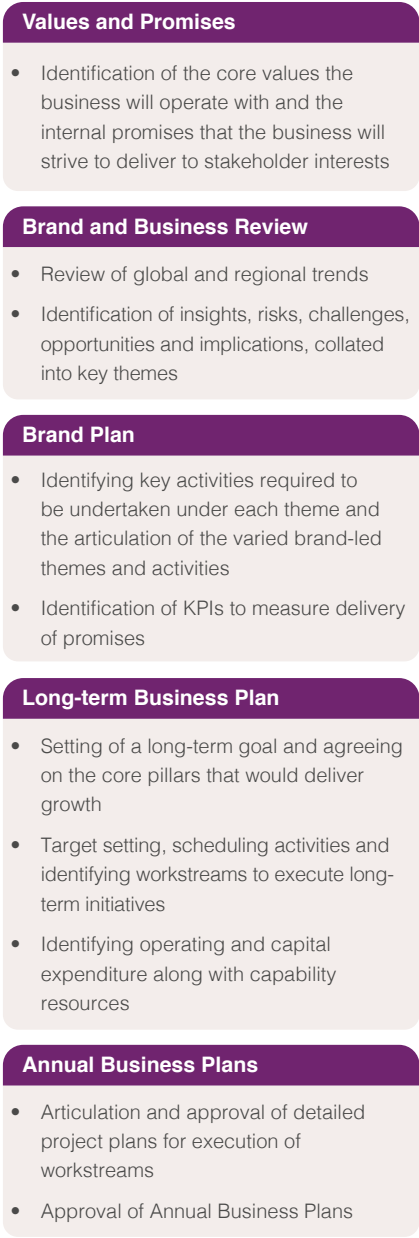 Values and Promises
• Identification of the core values the
business will operate with and the
internal promises that the business will
strive to deliver to stakeholder interests
Brand and Business Review
• Review of global and regional trends
• Identification of insights, risks, challenges,
opportunities and implications, collated
into key themes
Brand Plan
• Identifying key activities required to
be undertaken under each theme and
the articulation of the varied brand-led
themes and activities
• Identification of KPIs to measure delivery
of promises
Long-term Business Plan
• Setting of a long-term goal and agreeing
on the core pillars that would deliver
growth
• Target setting, scheduling activities and
identifying workstreams to execute long-
term initiatives
• Identifying operating and capital
expenditure along with capability
resources
Annual Business Plans
• Articulation and approval of detailed
project plans for execution of
workstreams
• Approval of Annual Business Plans